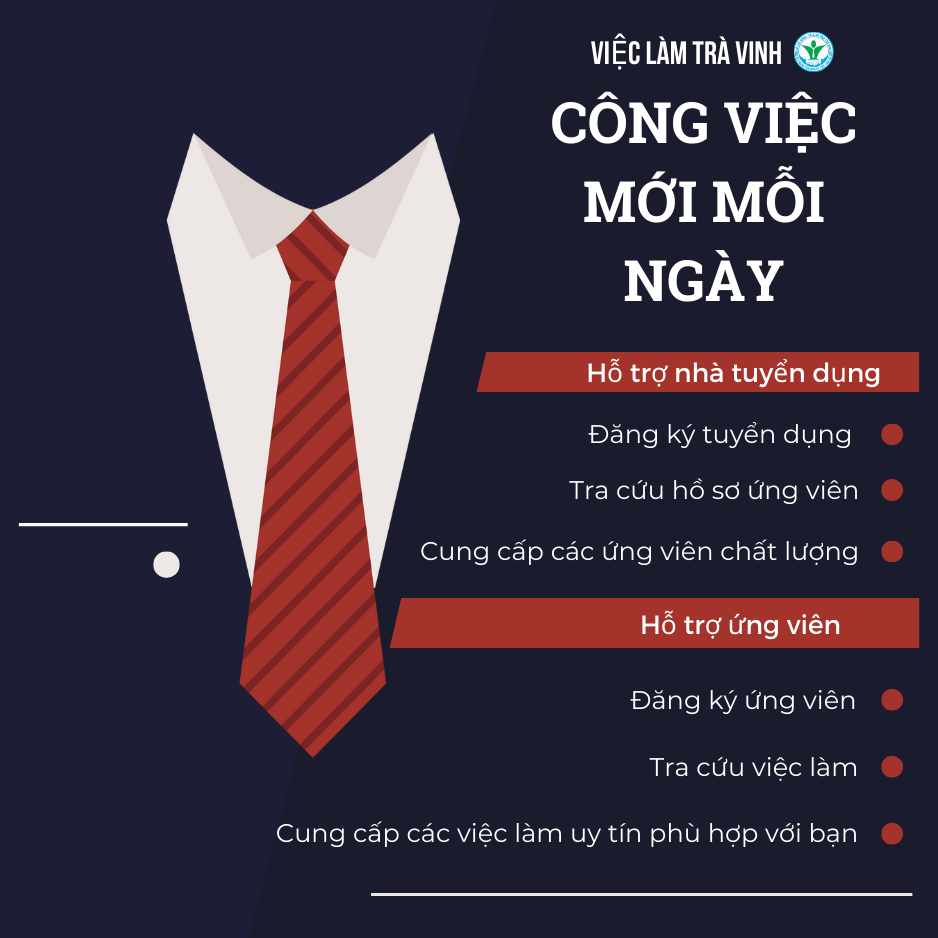 VIỆC LÀM TRÀ VINH
CÔNG VIỆC
MỚI MỖI
NGÀY
Hỗ trợ nhà tuyển dụng
Đăng ký tuyển dụng
Tra cứu hồ sơ ứng viên
Cung cấp các ứng viên chất lượng
Hỗ trợ ứng viên
Đăng ký ứng viên
Tra cứu việc làm
Cung cấp các việc làm uy tín phù hợp với bạn